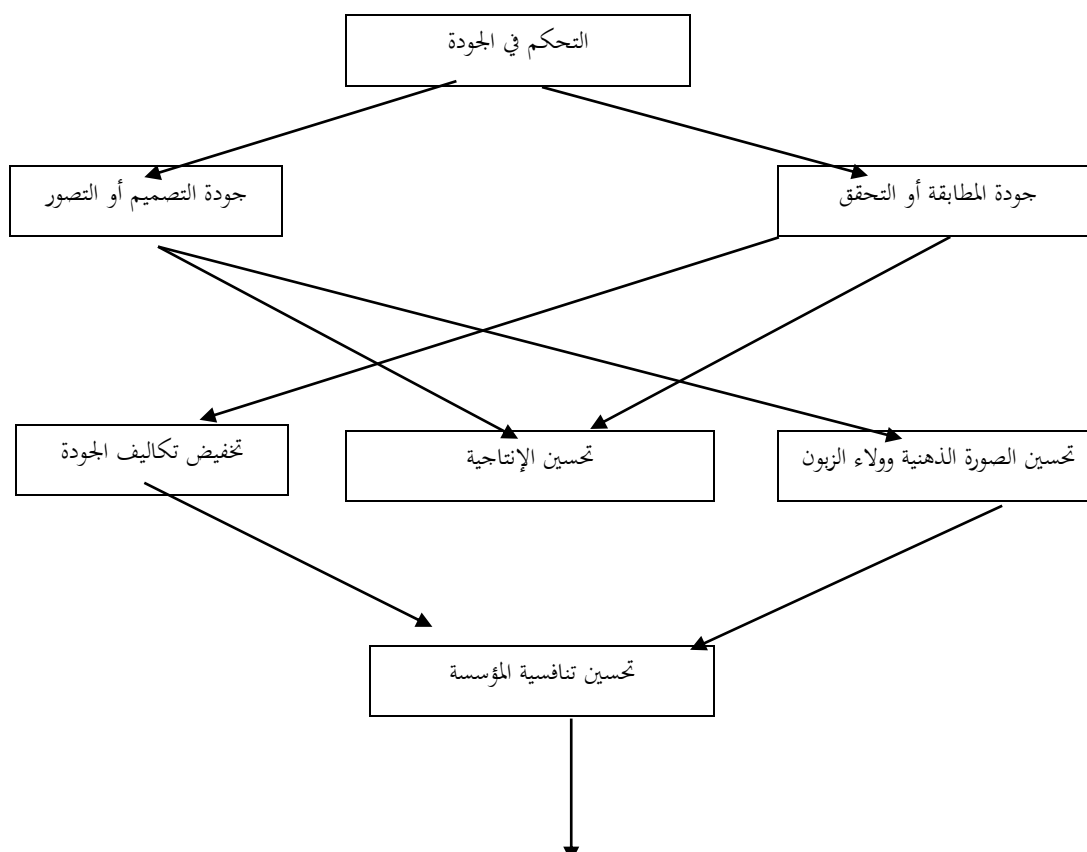 التحكم في الجودة
جودة المطابقة أو التحقق
جودة التصميم أو التصور
تحسين الصورة الذهنية وولاء الزبون
تحسين الإنتاجية
تخفيض تكاليف الجودة
تحسين تنافسية المؤسسة